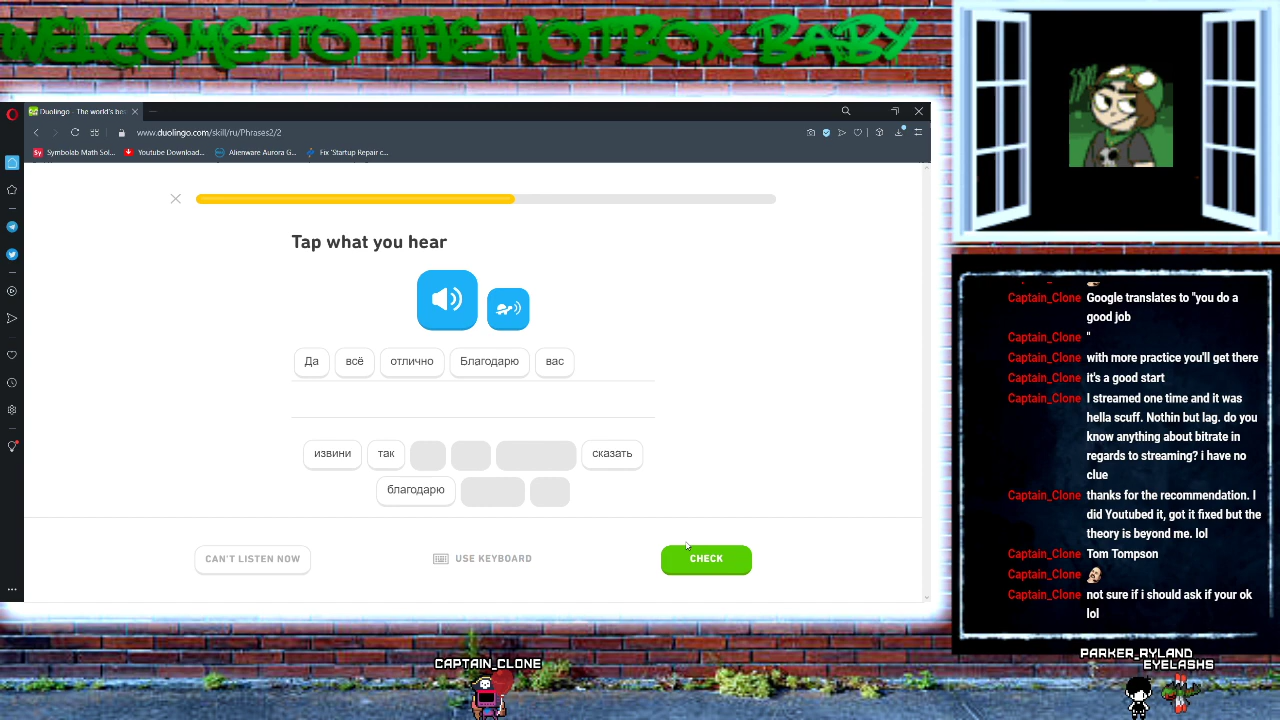 WELCOME TO THE HOTBOX BABY
Duolingo - The world's be
www.duolingo.com/skill/ru/Phrases2/2
Sy Symbolab Math Sol... Youtube Download... Alienware Aurora G... Fix 'Startup Repair c...
Tap what you hear
Да всё отлично Благодарю вас
извини так сказать
благодарю
CAN'T LISTEN NOW USE KEYBOARD CHECK
Captain_Clone Google translates to "you do a
good job
Captain_Clone "
Captain_Clone with more practice you'll get there
Captain_Clone it's a good start
Captain_Clone I streamed one time and it was
hella scuff. Nothin but lag. do you
know anything about bitrate in
regards to streaming? i have no
clue
Captain_Clone thanks for the recommendation. I
did Youtubed it, got it fixed but the
theory is beyond me. lol
Captain_Clone Tom Tompson
Captain_Clone
Captain_Clone not sure if i should ask if your ok
lol
CAPTAIN_CLONE
PARKER_RYLAND
EYELASHS